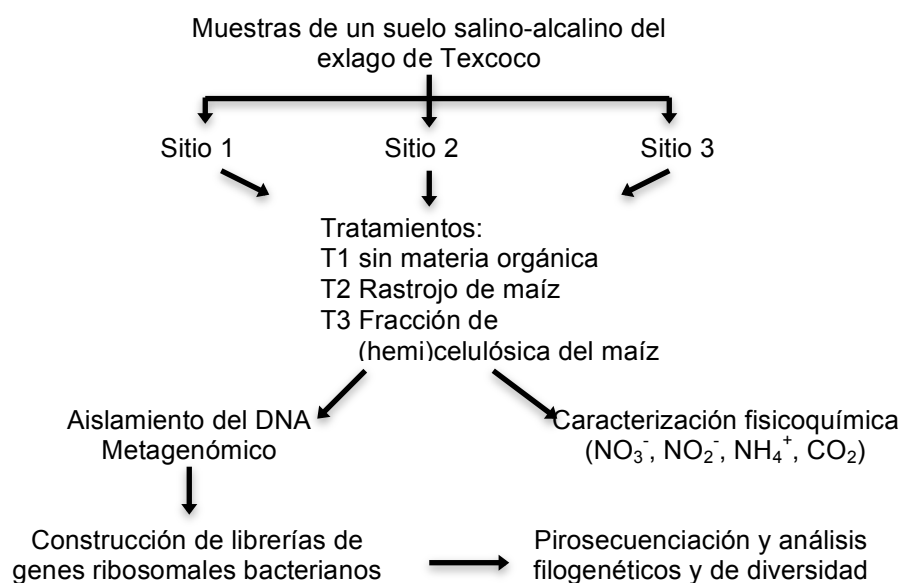 Muestras de un suelo salino-alcalino del
exlago de Texcoco
Sitio 1 Sitio 2 Sitio 3
Tratamientos:
T1 sin materia orgánica
T2 Rastrojo de maíz
T3 Fracción de
(hemi)celulósica del maíz
Aislamiento del DNA
Metagenómico
Caracterización fisicoquímica
(NO₃⁻, NO₂⁻, NH₄⁺, CO₂)
Construcción de librerías de
genes ribosomales bacterianos
Pirosecuenciación y análisis
filogenéticos y de diversidad